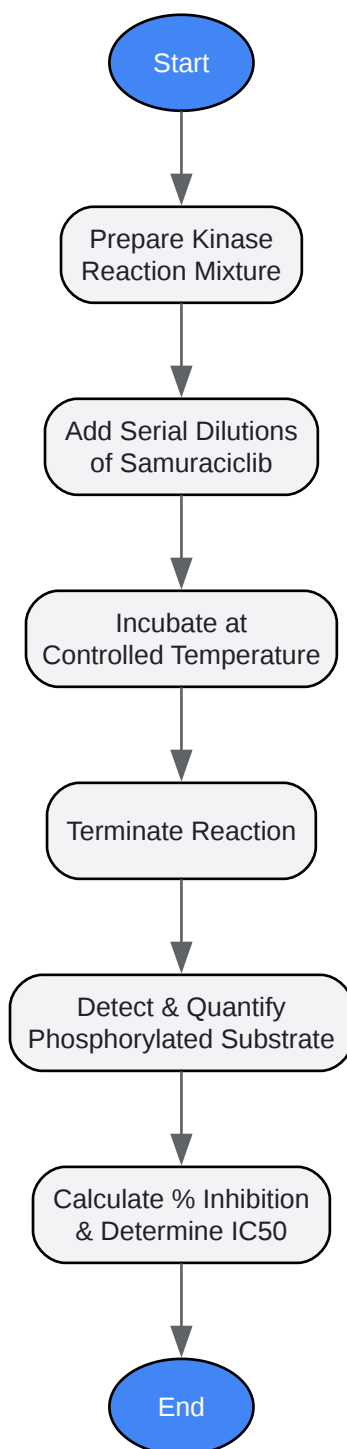 Start
Prepare Kinase
Reaction Mixture
Add Serial Dilutions
of Samuraciclib
Incubate at
Controlled Temperature
Terminate Reaction
Detect & Quantify
Phosphorylated Substrate
Calculate % Inhibition
& Determine IC50
End